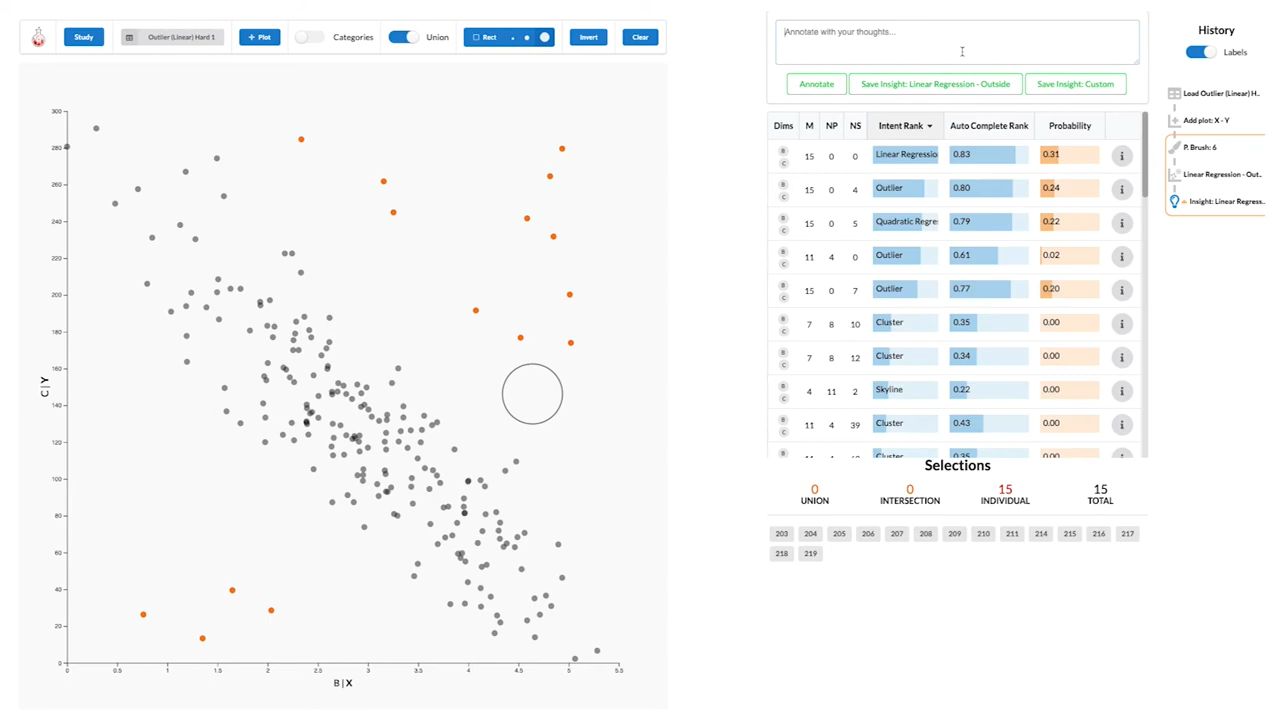 Study
Outlier (Linear) Hard 1
+ Plot
Categories
Union
Rect
Invert
Clear
Annotate with your thoughts...
Annotate
Save Insight: Linear Regression - Outside
Save Insight: Custom
History
Labels
Load Outlier (Linear) H..
Add plot: X - Y
P. Brush: 6
Linear Regression - Out..
Insight: Linear Regress..
Dims M NP NS Intent Rank Auto Complete Rank Probability
B C 15 0 0 Linear Regressio 0.83 0.31 i
B C 15 0 4 Outlier 0.80 0.24 i
B C 15 0 5 Quadratic Regre 0.79 0.22 i
B C 11 4 0 Outlier 0.61 0.02 i
B C 15 0 7 Outlier 0.77 0.20 i
B C 7 8 10 Cluster 0.35 0.00 i
B C 7 8 12 Cluster 0.34 0.00 i
B C 4 11 2 Skyline 0.22 0.00 i
B C 11 4 39 Cluster 0.43 0.00 i
Cluster 0.35 0.00
Selections
0 0 15 15
UNION INTERSECTION INDIVIDUAL TOTAL
203 204 205 206 207 208 209 210 211 214 215 216 217
218 219
300
280
260
240
220
200
180
160
140
120
100
80
60
40
20
0
C | Y
0 0.5 1 1.5 2 2.5 3 3.5 4 4.5 5 5.5
B | X